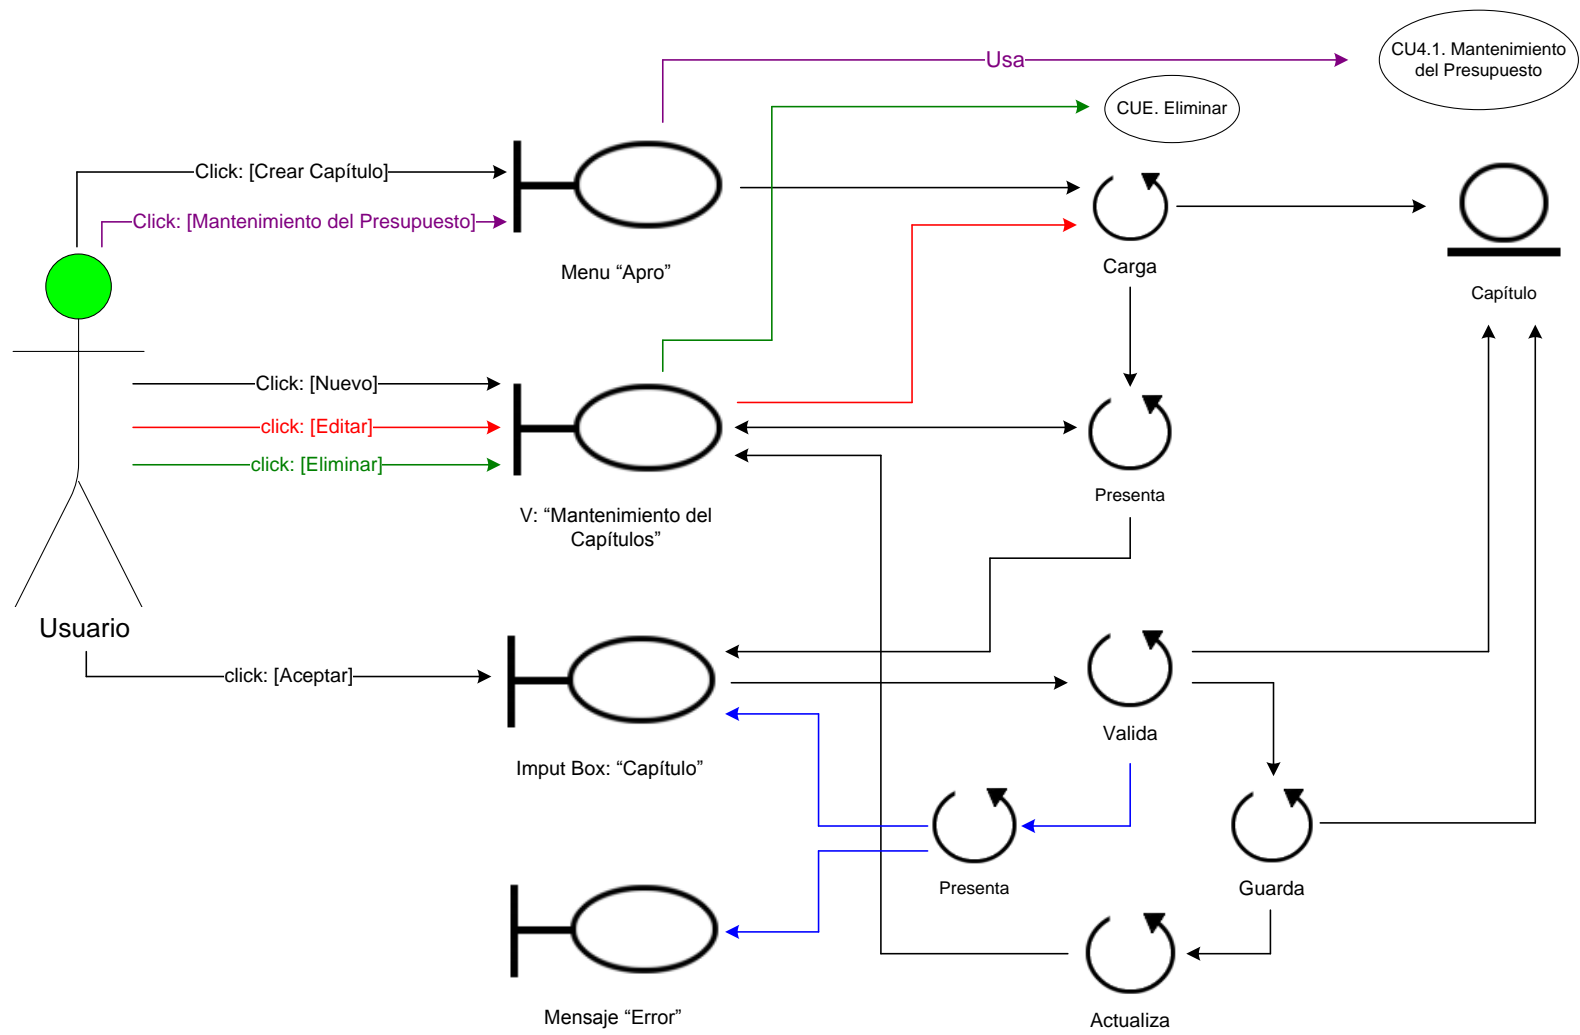 Usa
CU4.1. Mantenimiento
del Presupuesto
CUE. Eliminar
Click: [Crear Capítulo]
Click: [Mantenimiento del Presupuesto]
Menu “Apro”
Carga
Capítulo
Click: [Nuevo]
click: [Editar]
click: [Eliminar]
Presenta
V: “Mantenimiento del
Capítulos”
Usuario
click: [Aceptar]
Valida
Imput Box: “Capítulo”
Presenta
Guarda
Mensaje “Error”
Actualiza